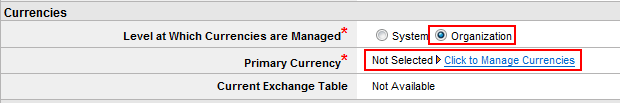 Currencies
Level at Which Currencies are Managed* System Organization
Primary Currency* Not Selected Click to Manage Currencies
Current Exchange Table Not Available